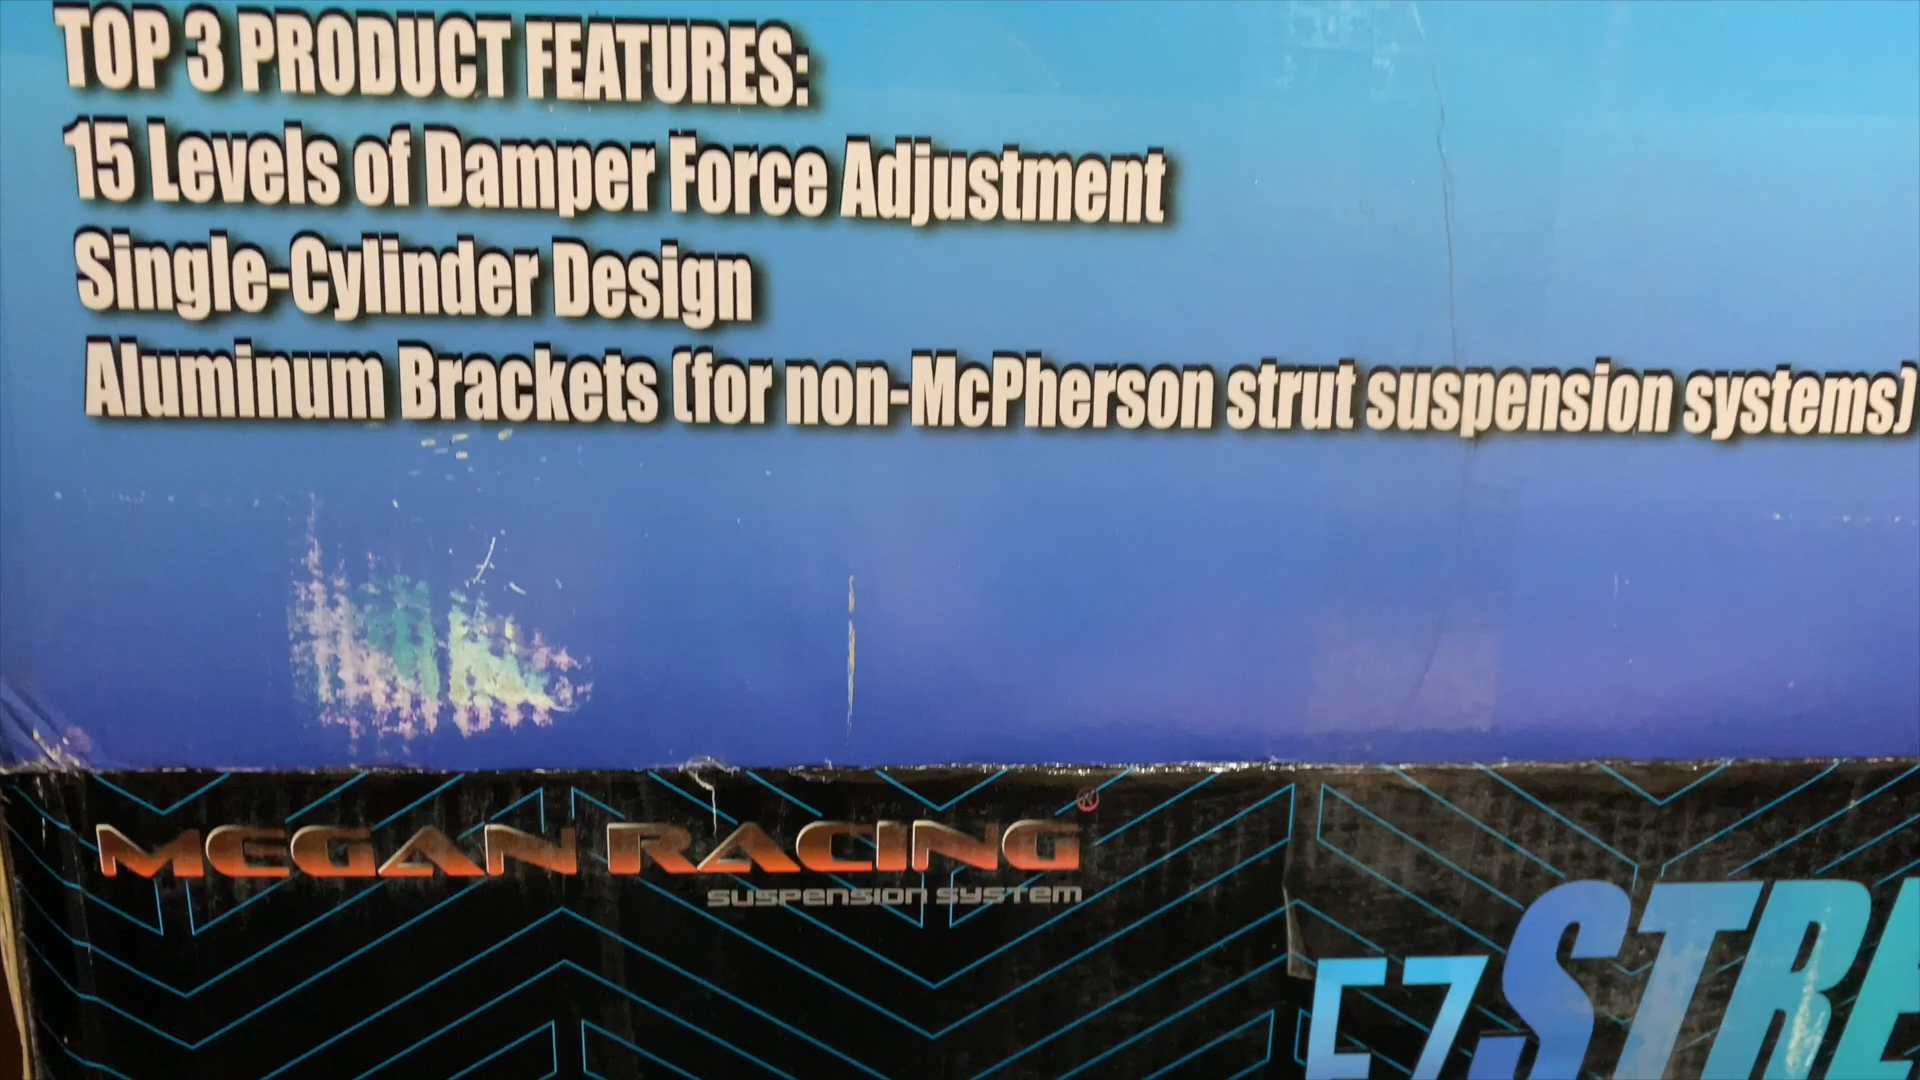 TOP 3 PRODUCT FEATURES:
15 Levels of Damper Force Adjustment
Single-Cylinder Design
Aluminum Brackets (for non-McPherson strut suspension systems)
MEGAN RACING®
SUSPENSION SYSTEM